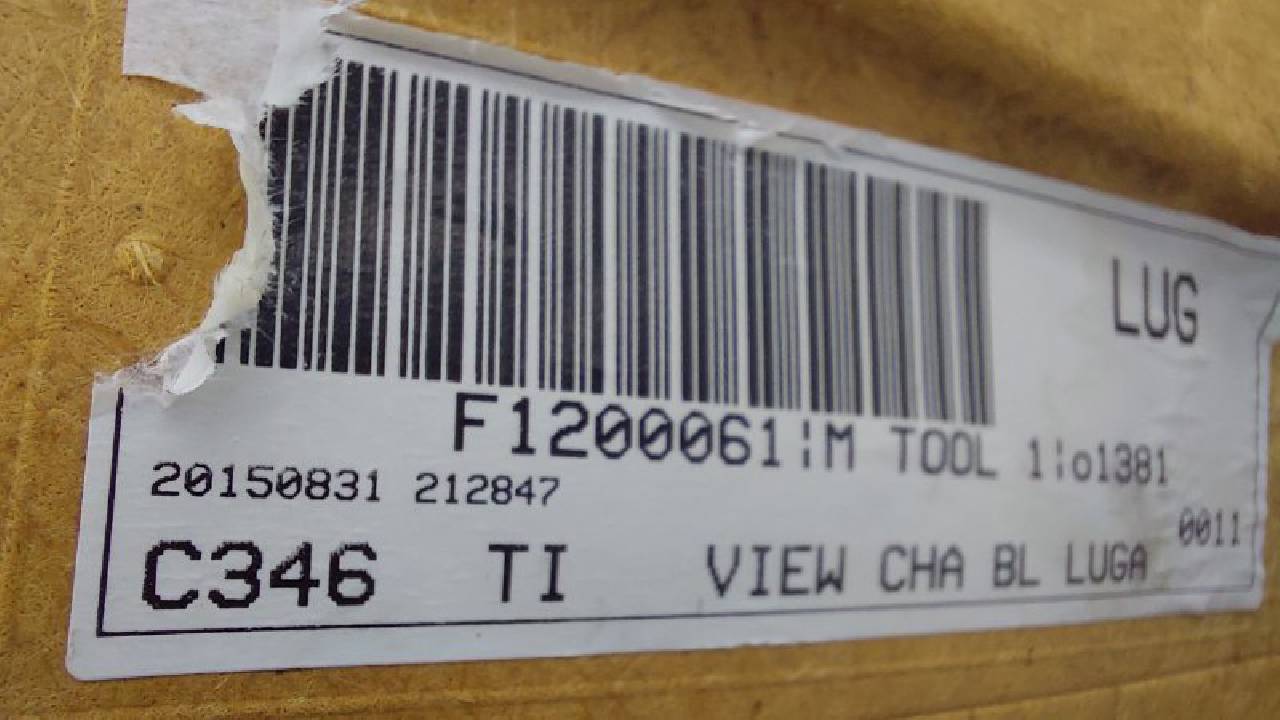 LUG
F1200061¦M TOOL 1¦o1381
20150831 212847
0011
C346 TI VIEW CHA BL LUGA